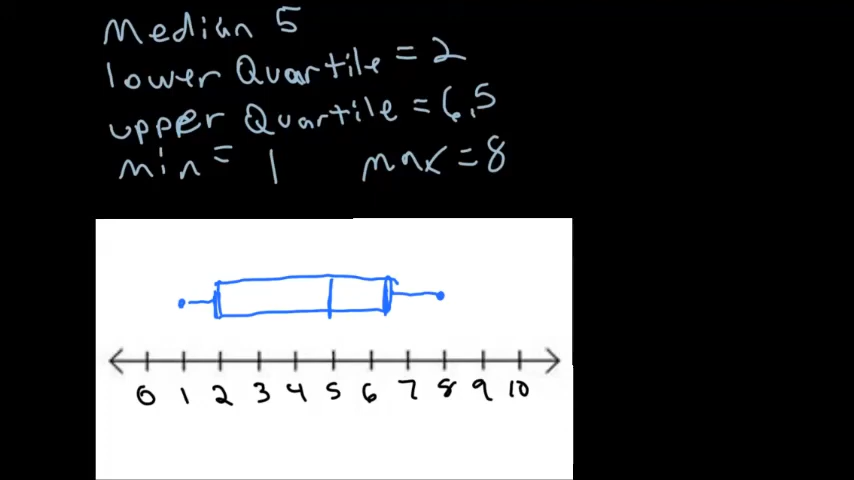 Median 5
lower Quartile = 2
upper Quartile = 6.5
min = 1 max = 8
0 1 2 3 4 5 6 7 8 9 10